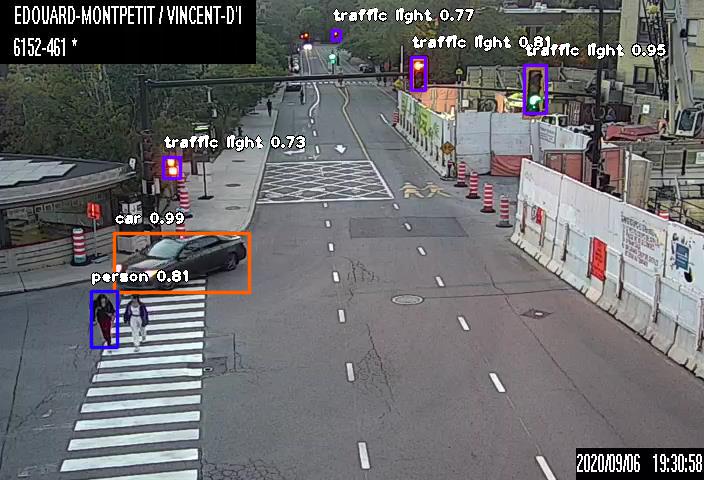 EDOUARD-MONTPETIT / VINCENT-D'I
6152-461 *
traffic light 0.77
traffic light 0.81
traffic light 0.95
traffic light 0.73
car 0.99
person 0.81
2020/09/06 19:30:58